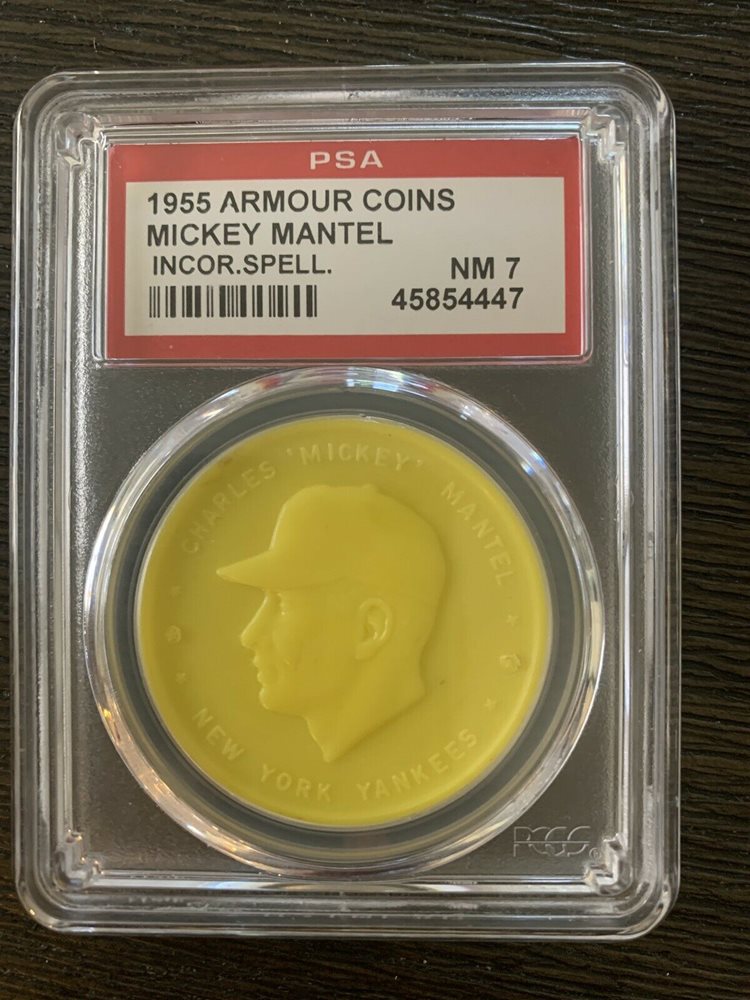 PSA
1955 ARMOUR COINS
MICKEY MANTEL
INCOR.SPELL.
NM 7
45854447
CHARLES "MICKEY" MANTEL
NEW YORK YANKEES
PCGS